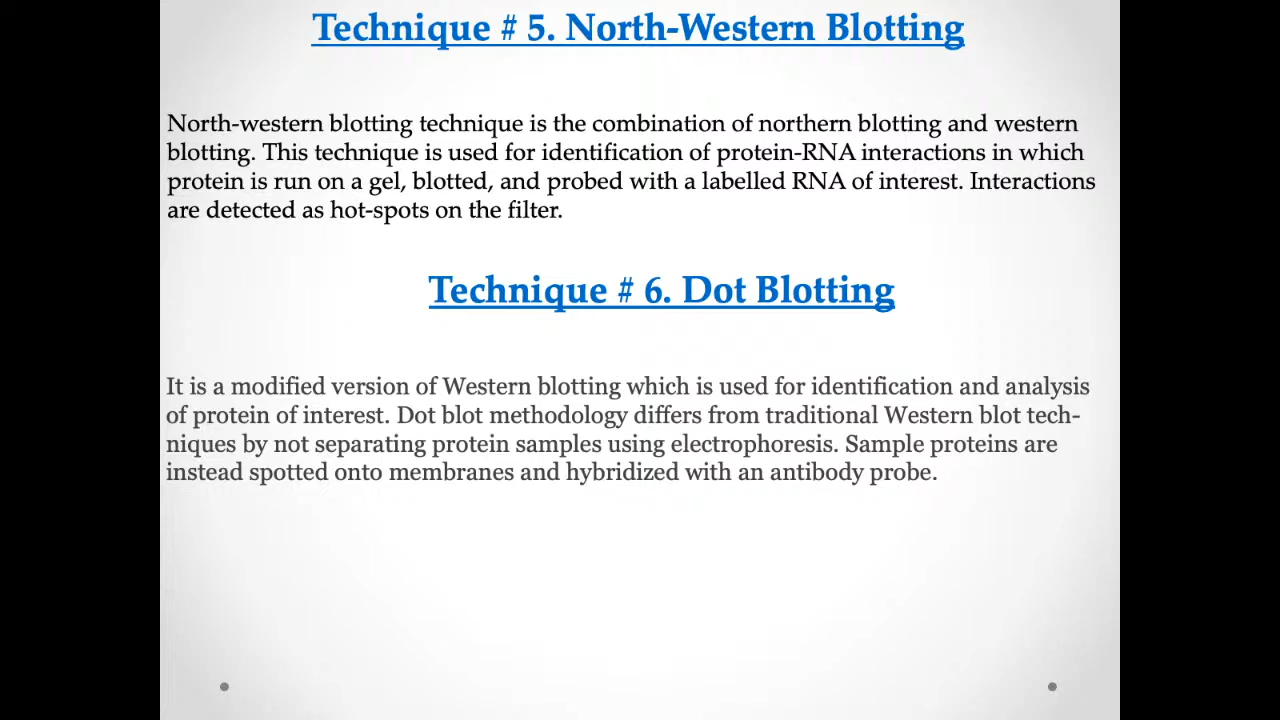 Technique # 5. North-Western Blotting
North-western blotting technique is the combination of northern blotting and western
blotting. This technique is used for identification of protein-RNA interactions in which
protein is run on a gel, blotted, and probed with a labelled RNA of interest. Interactions
are detected as hot-spots on the filter.
Technique # 6. Dot Blotting
It is a modified version of Western blotting which is used for identification and analysis
of protein of interest. Dot blot methodology differs from traditional Western blot tech-
niques by not separating protein samples using electrophoresis. Sample proteins are
instead spotted onto membranes and hybridized with an antibody probe.